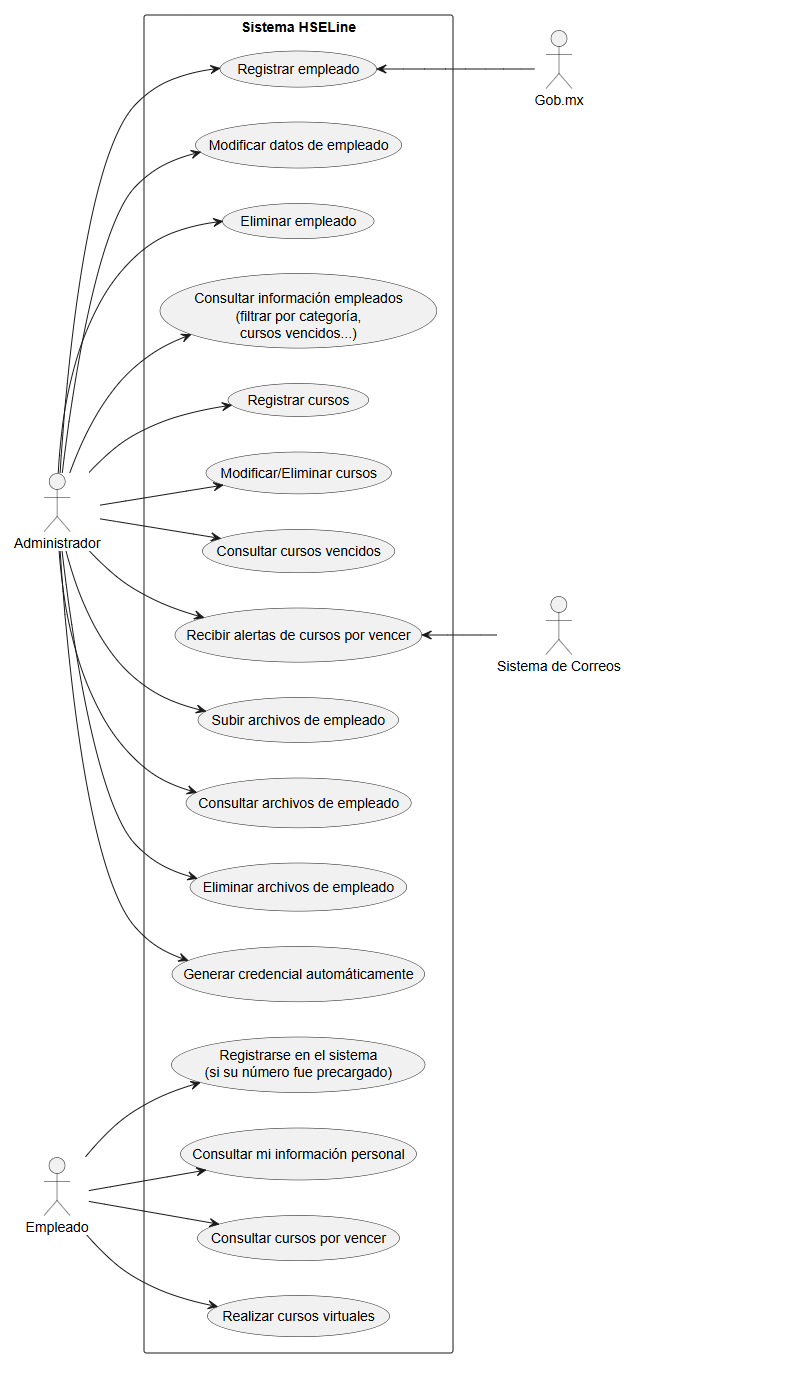 Sistema HSELine
Registrar empleado
Gob.mx
Modificar datos de empleado
Eliminar empleado
Consultar información empleados
(filtrar por categoría,
cursos vencidos...)
Registrar cursos
Modificar/Eliminar cursos
Administrador
Consultar cursos vencidos
Recibir alertas de cursos por vencer
Sistema de Correos
Subir archivos de empleado
Consultar archivos de empleado
Eliminar archivos de empleado
Generar credencial automáticamente
Registrarse en el sistema
(si su número fue precargado)
Consultar mi información personal
Empleado
Consultar cursos por vencer
Realizar cursos virtuales